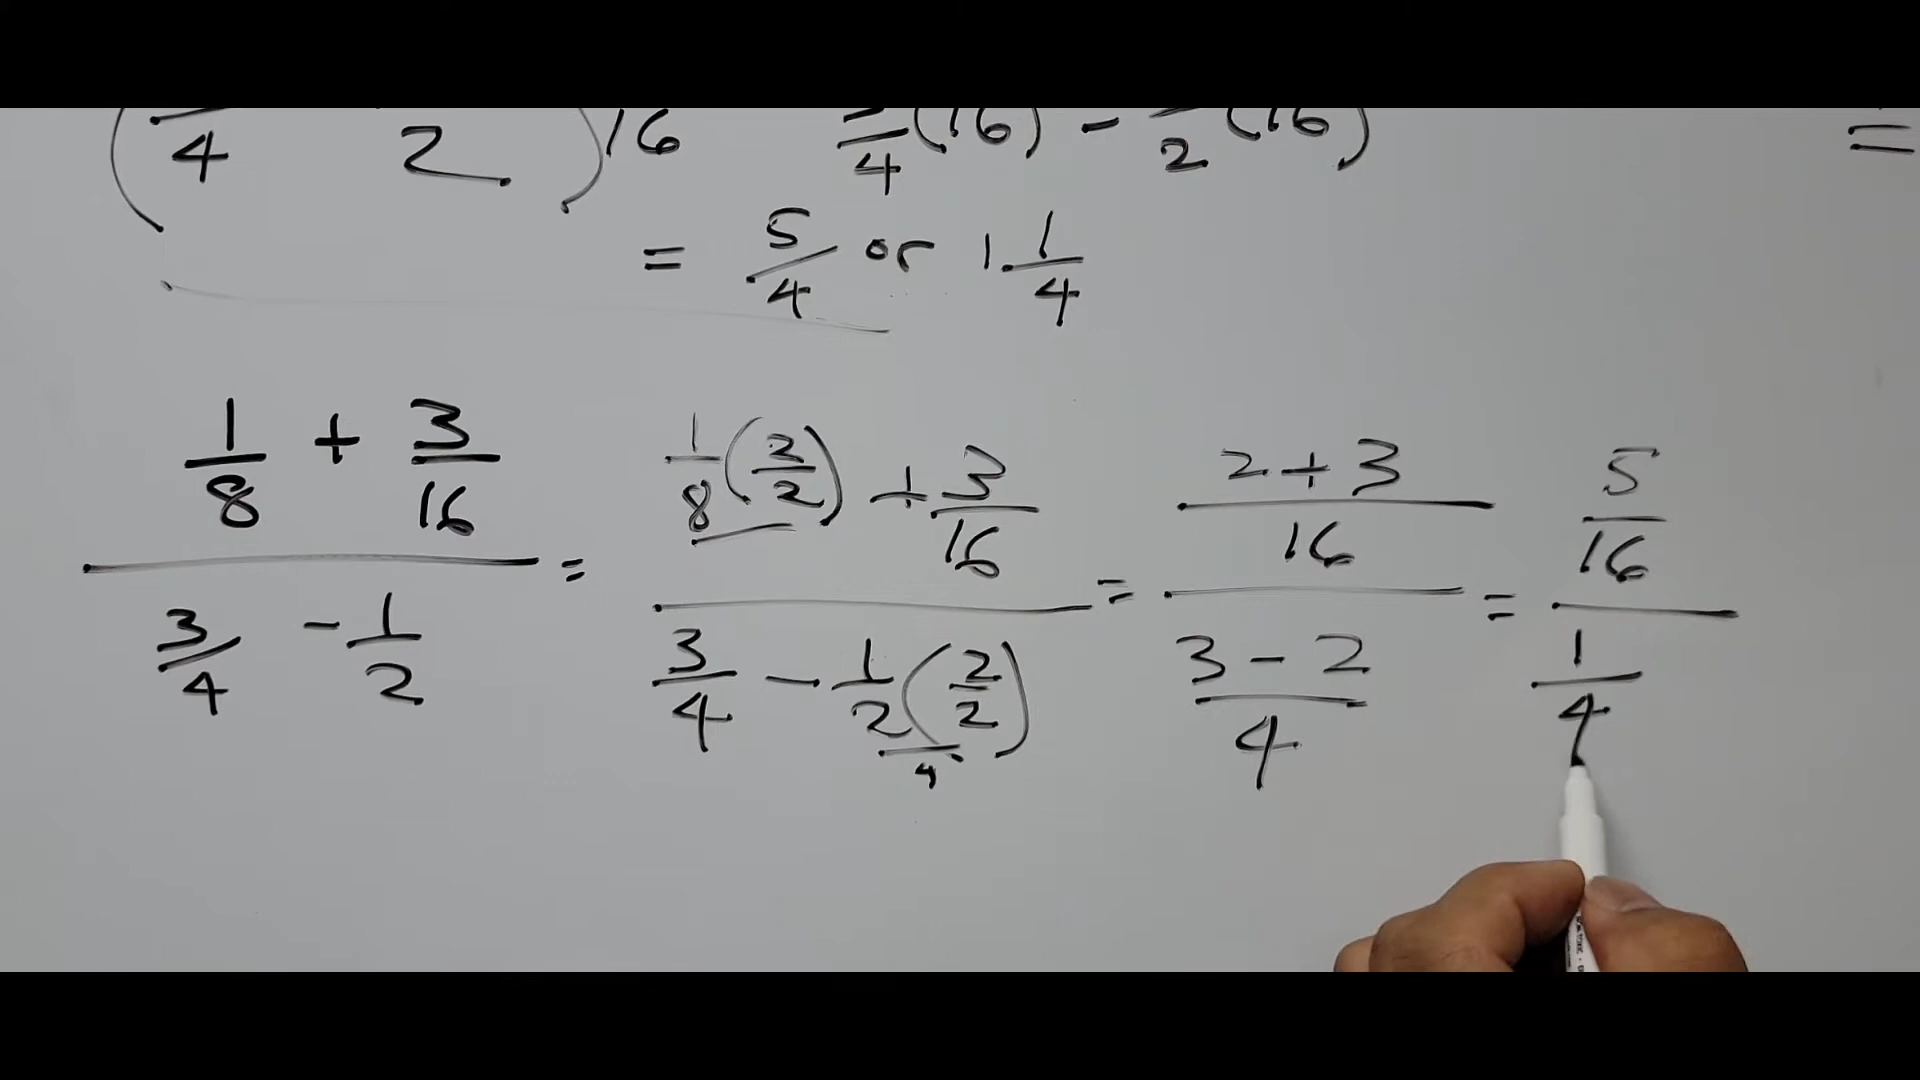 4 2 16 4 (16) - 2 (16) =
= 5/4 or 1 1/4
1/8 + 3/16 = 1/8 (2/2) + 3/16 = 2+3/16 = 5/16
3/4 - 1/2 3/4 - 1/2 (2/2) 3-2/4 1/4
4